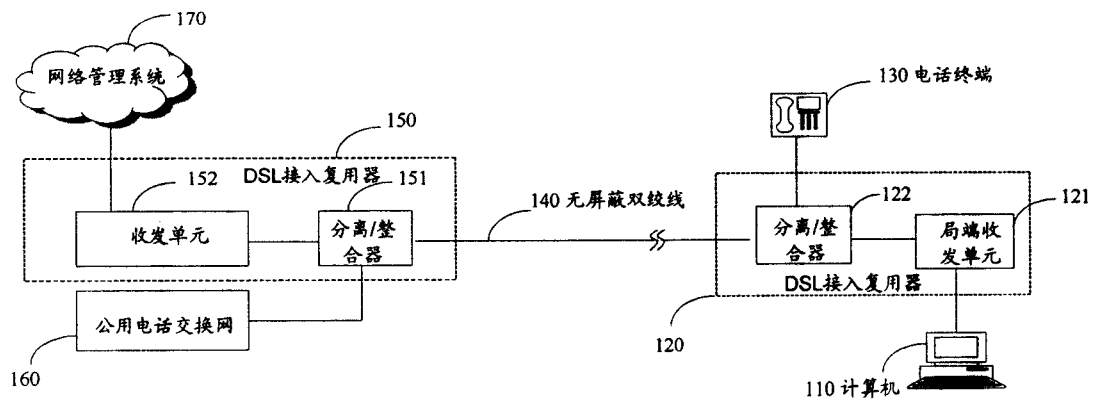 170
网络管理系统
150
DSL接入复用器
152
151
收发单元
分离/整
合器
公用电话交换网
160
140 无屏蔽双绞线
130 电话终端
122
121
分离/整
合器
局端收
发单元
DSL接入复用器
120
110 计算机